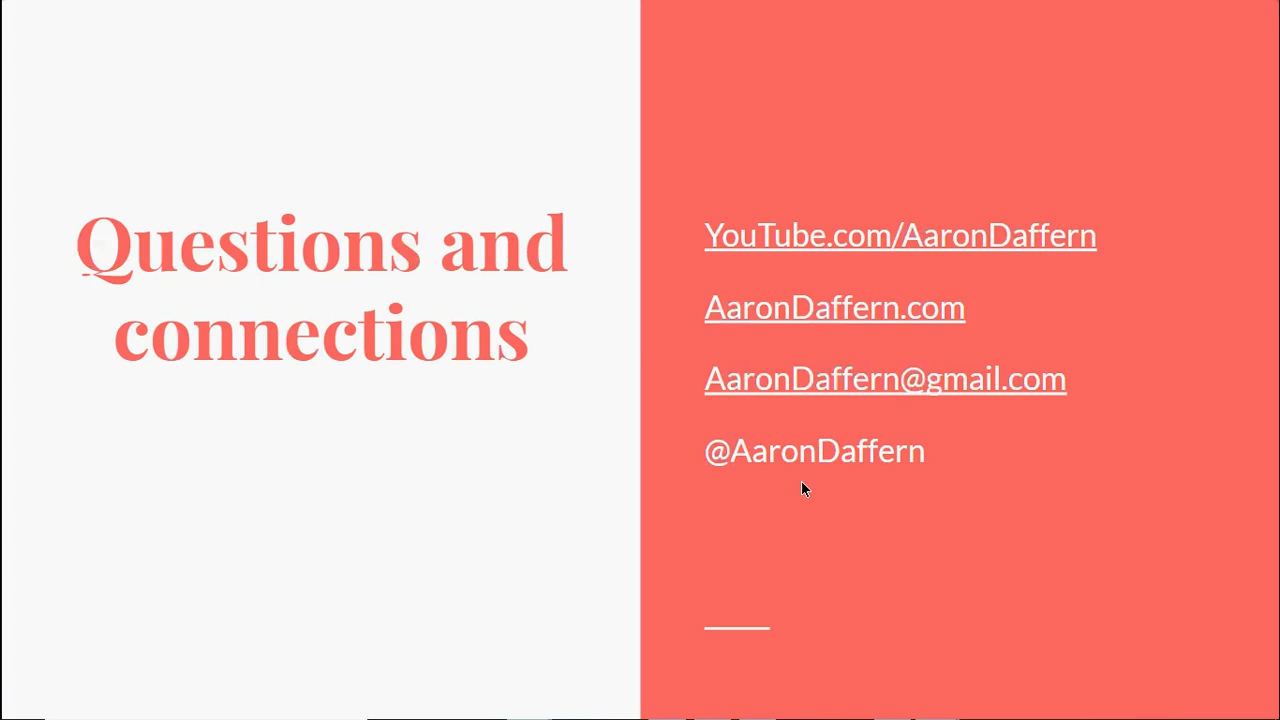 Questions and
connections
YouTube.com/AaronDaffern
AaronDaffern.com
AaronDaffern@gmail.com
@AaronDaffern